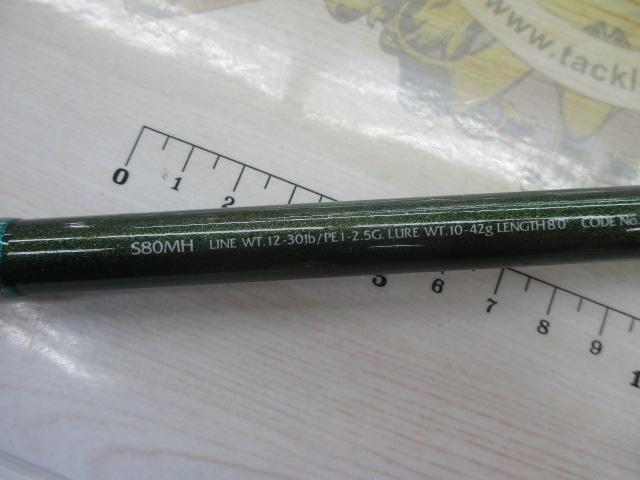 www.tackl
0 1 2
S80MH LINE WT.12-30lb/PE1-2.5G. LURE WT.10-42g LENGTH8'0" CODE No
5 6 7 8 9 1